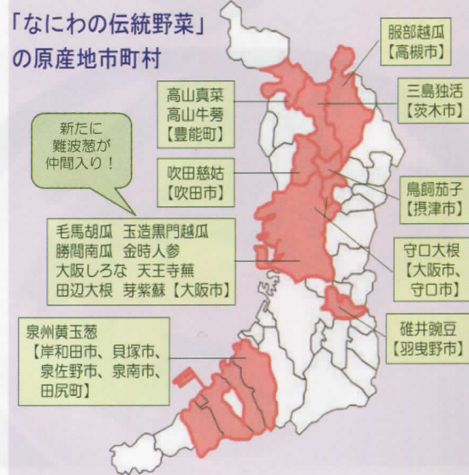 「なにわの伝統野菜」
の原産地市町村
服部越瓜
【高槻市】
高山真菜
高山牛蒡
【豊能町】
三島独活
【茨木市】
新たに
難波葱が
仲間入り！
吹田慈姑
【吹田市】
鳥飼茄子
【摂津市】
毛馬胡瓜 玉造黒門越瓜
勝間南瓜 金時人参
大阪しろな 天王寺蕪
田辺大根 芽紫蘇【大阪市】
守口大根
【大阪市、
守口市】
碓井豌豆
【羽曳野市】
泉州黄玉葱
【岸和田市、貝塚市、
泉佐野市、泉南市、
田尻町】